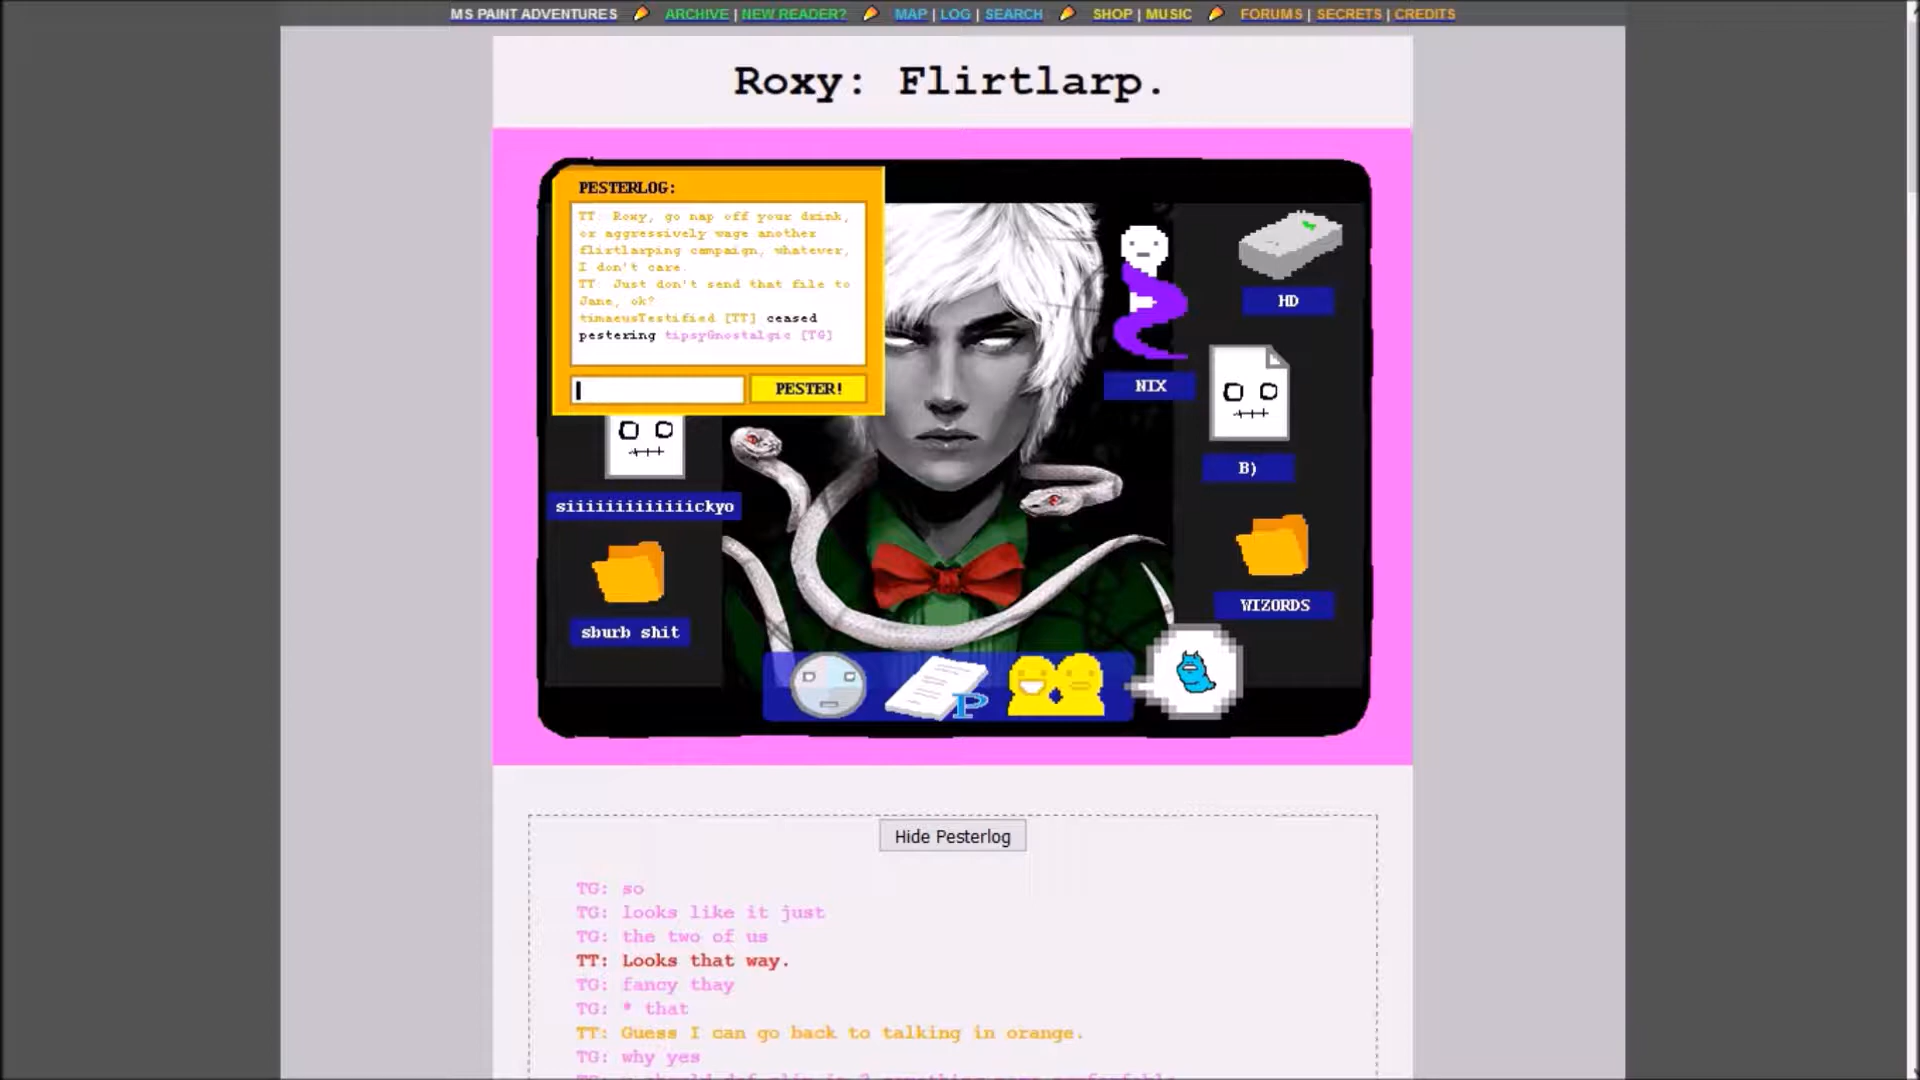 MS PAINT ADVENTURES ARCHIVE | NEW READER? MAP | LOG | SEARCH SHOP | MUSIC FORUMS | SECRETS | CREDITS
Roxy: Flirtlarp.
PESTERLOG:
TT: Roxy, go nap off your drink,
or aggressively wage another
flirtlarping campaign, whatever,
I don't care.
TT: Just don't send that file to
Jane, ok?
timaeusTestified [TT] ceased
pestering tipsyGnostalgic [TG]
PESTER!
HD
NIX
B)
siiiiiiiiiiiiickyo
WIZORDS
sburb shit
P
Hide Pesterlog
TG: so
TG: looks like it just
TG: the two of us
TT: Looks that way.
TG: fancy thay
TG: * that
TT: Guess I can go back to talking in orange.
TG: why yes